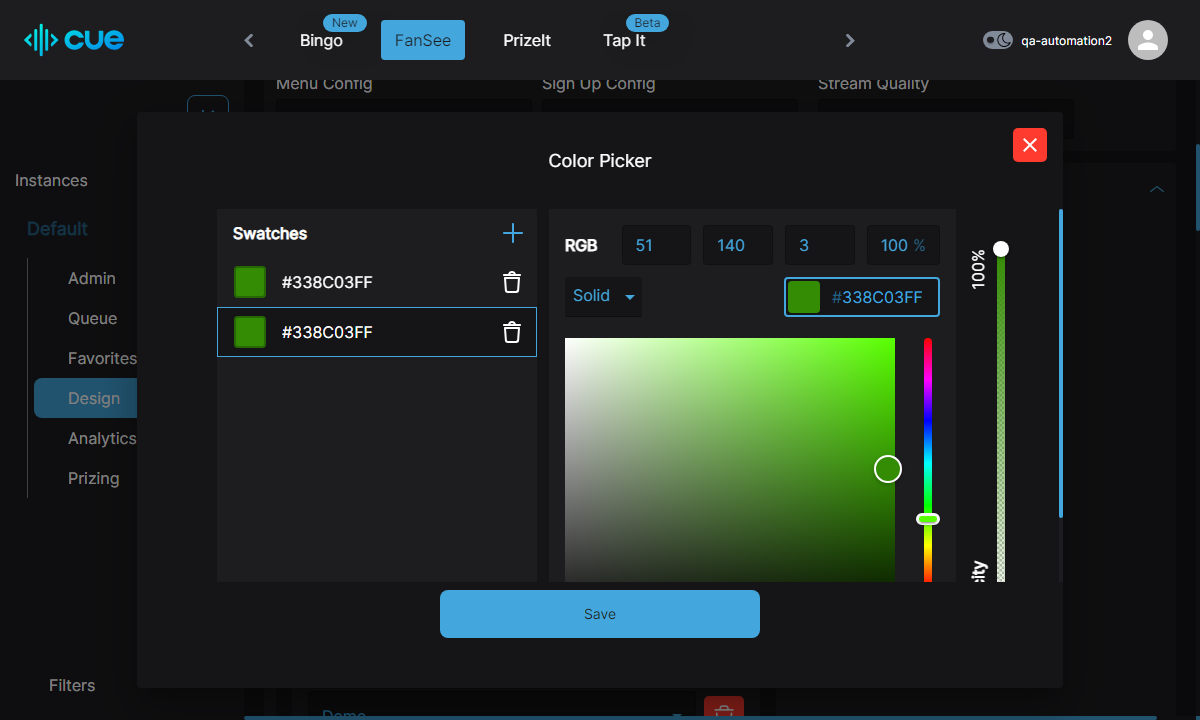 CUE
Bingo
New
FanSee
PrizeIt
Tap It
Beta
qa-automation2
Menu Config
Sign Up Config
Stream Quality
Instances
Default
Admin
Queue
Favorites
Design
Analytics
Prizing
Filters
Color Picker
Swatches
#338C03FF
#338C03FF
RGB
51
140
3
100 %
Solid
#338C03FF
100%
Save
Demo